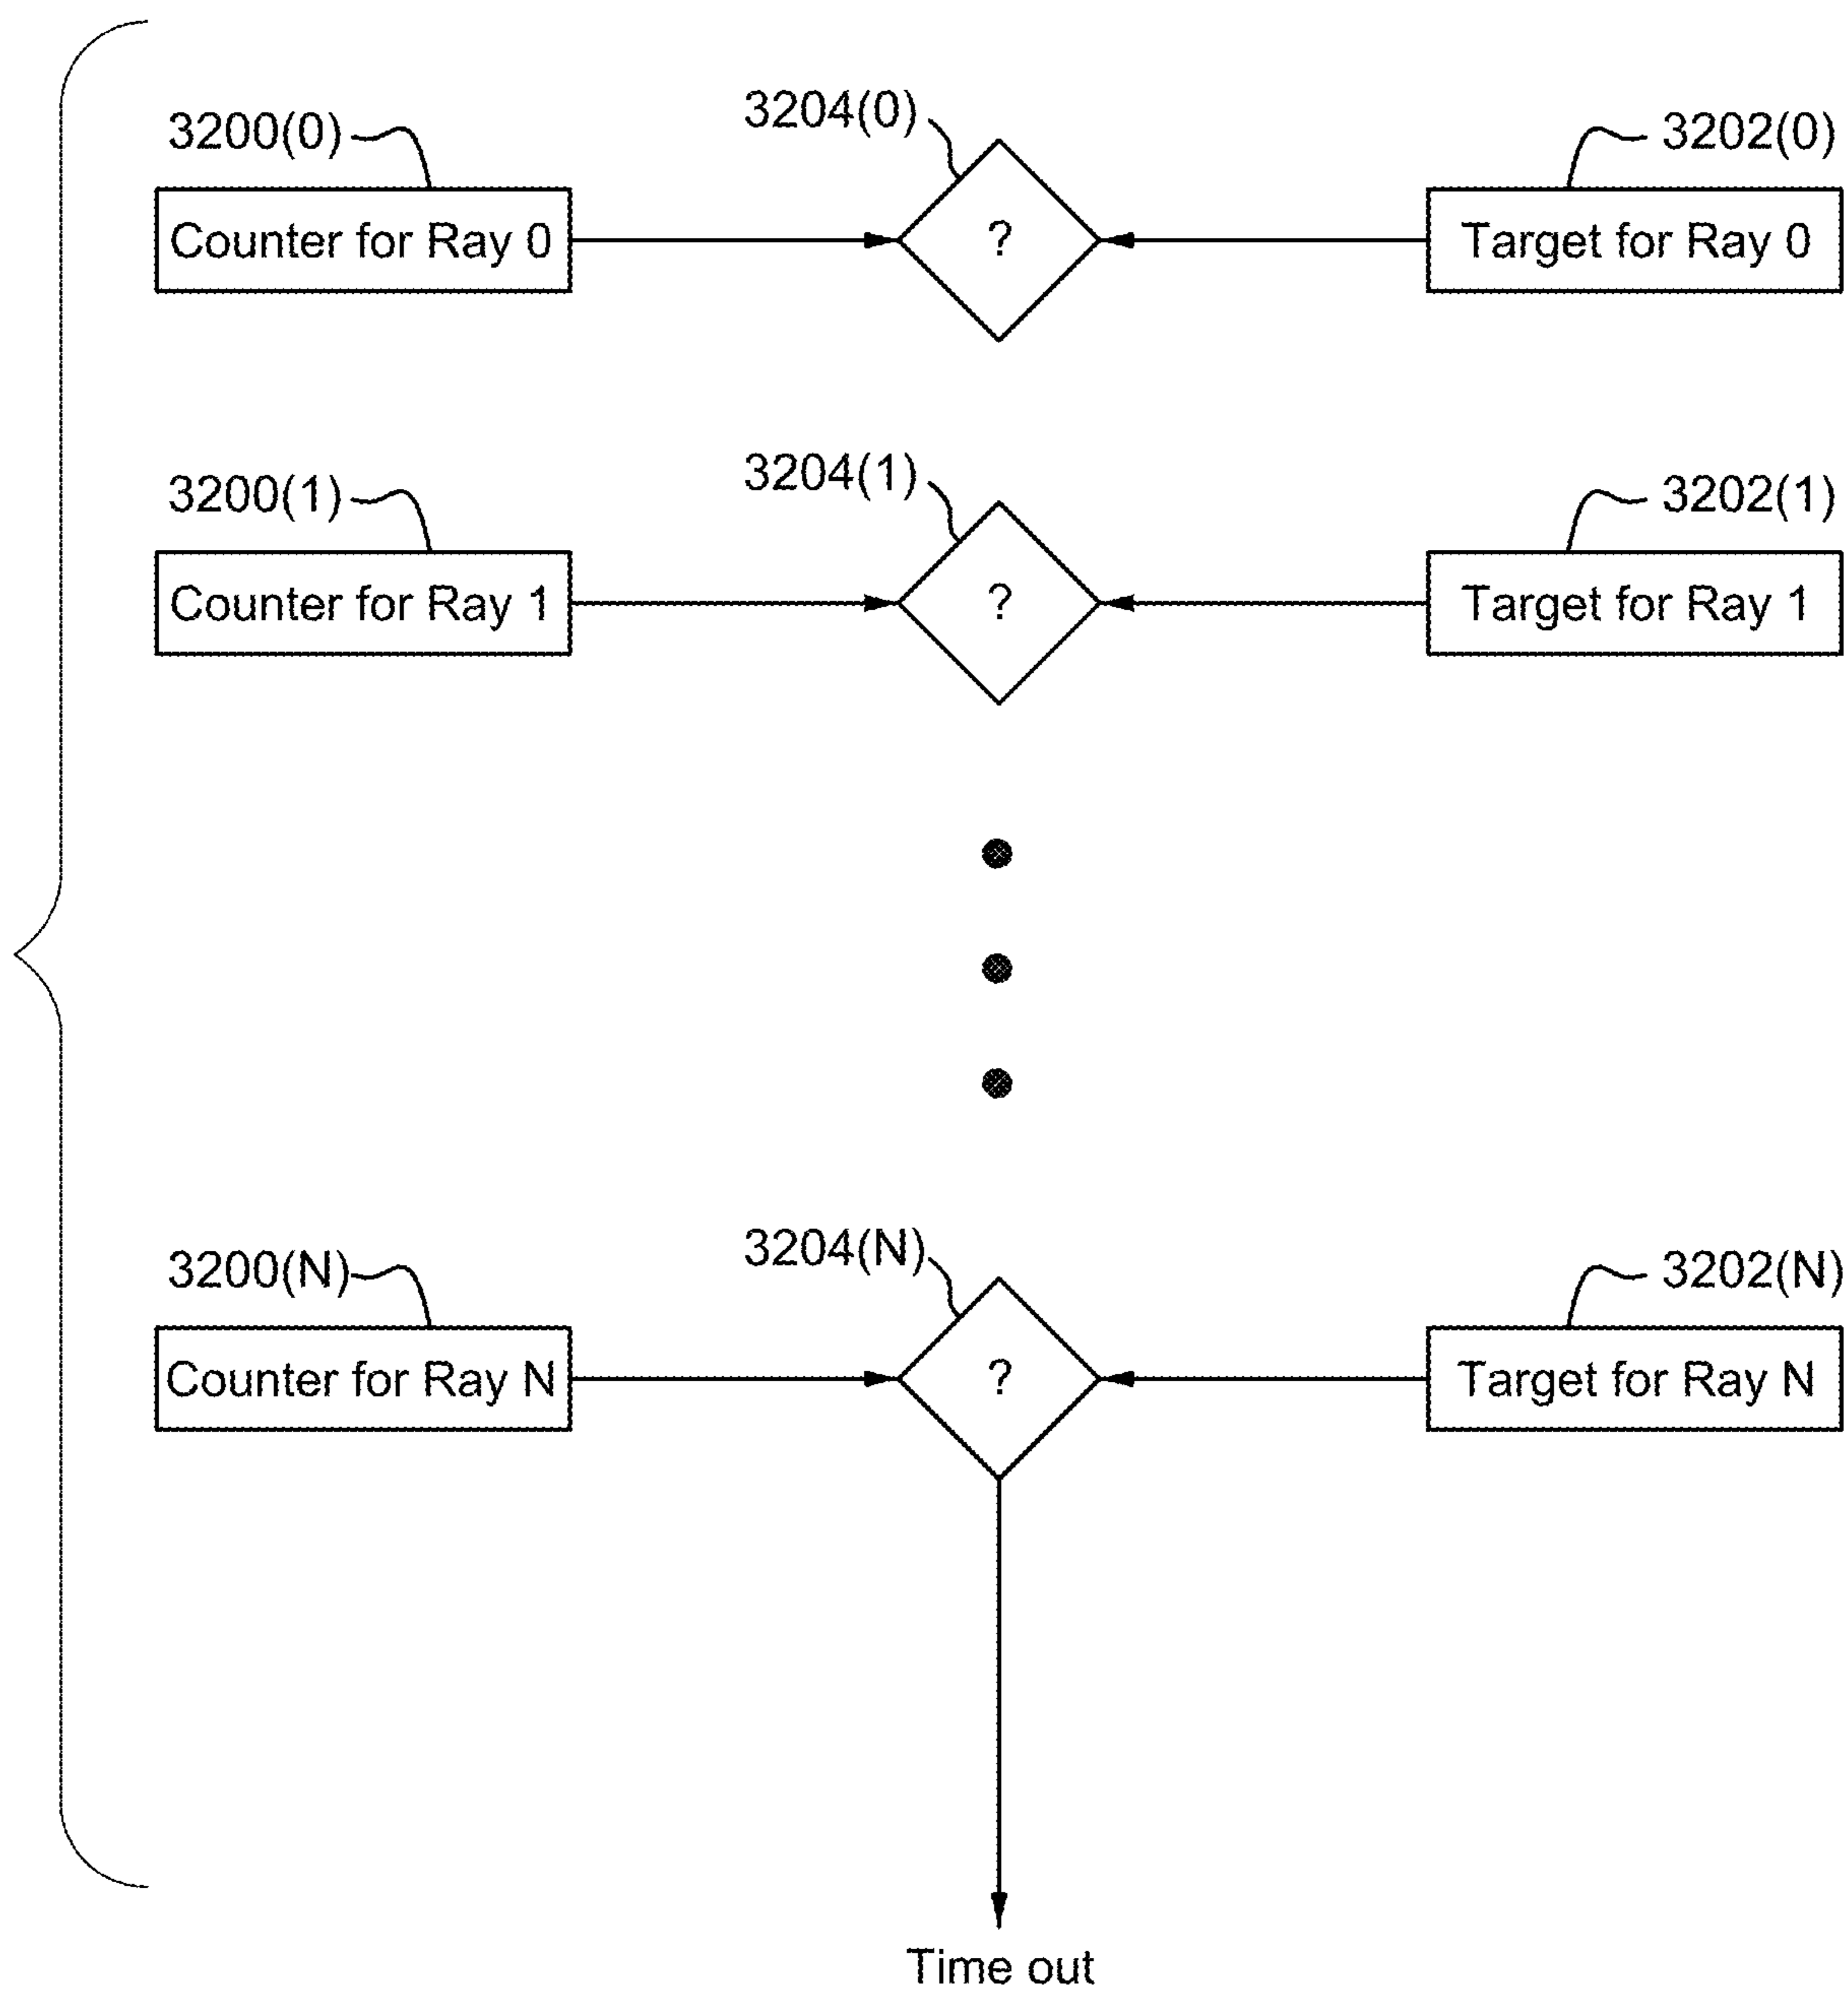 3200(0)
3204(0)
3202(0)
Counter for Ray 0
?
Target for Ray 0
3200(1)
3204(1)
3202(1)
Counter for Ray 1
?
Target for Ray 1
3200(N)
3204(N)
3202(N)
Counter for Ray N
?
Target for Ray N
Time out